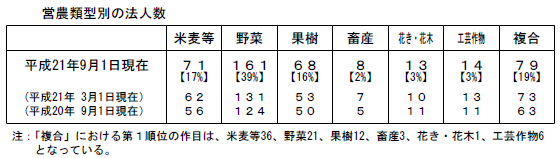 営農類型別の法人数
米麦等 野菜 果樹 畜産 花き・花木 工芸作物 複合
平成21年9月1日現在 71 161 68 8 13 14 79
【17%】 【39%】 【16%】 【2%】 【3%】 【3%】 【19%】
(平成21年 3月1日現在) 62 131 53 7 10 13 73
(平成20年 9月1日現在) 56 124 50 5 11 11 63
注:「複合」における第1順位の作目は、米麦等36、野菜21、果樹12、畜産3、花き・花木1、工芸作物6
となっている。